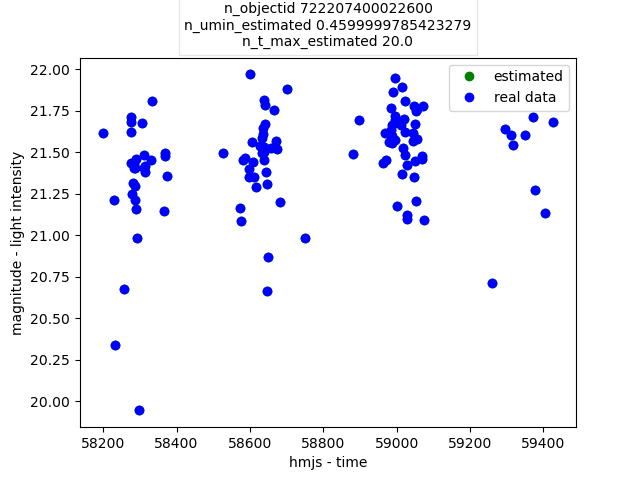 n_objectid 722207400022600
n_umin_estimated 0.4599999785423279
n_t_max_estimated 20.0
22.00
21.75
21.50
21.25
21.00
20.75
20.50
20.25
20.00
magnitude - light intensity
estimated
real data
58200 58400 58600 58800 59000 59200 59400
hmjs - time